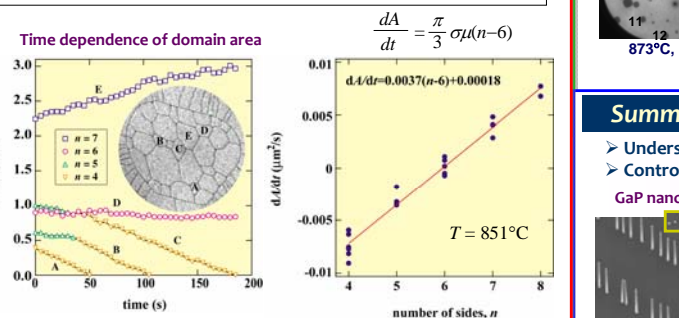 Time dependence of domain area
dA/dt = π/3 σμ(n−6)
3.0
2.5
2.0
1.5
1.0
0.5
0.0
E
n = 7
n = 6
n = 5
n = 4
B
E
D
C
A
D
A
B
C
0
50
100
150
200
time (s)
0.01
0.005
0
-0.005
-0.01
dA/dt (μm²/s)
dA/dt=0.0037(n-6)+0.00018
T = 851°C
4
5
6
7
8
number of sides, n
11
12
873°C,
Summ
➢ Unders
➢ Contro
GaP nanc